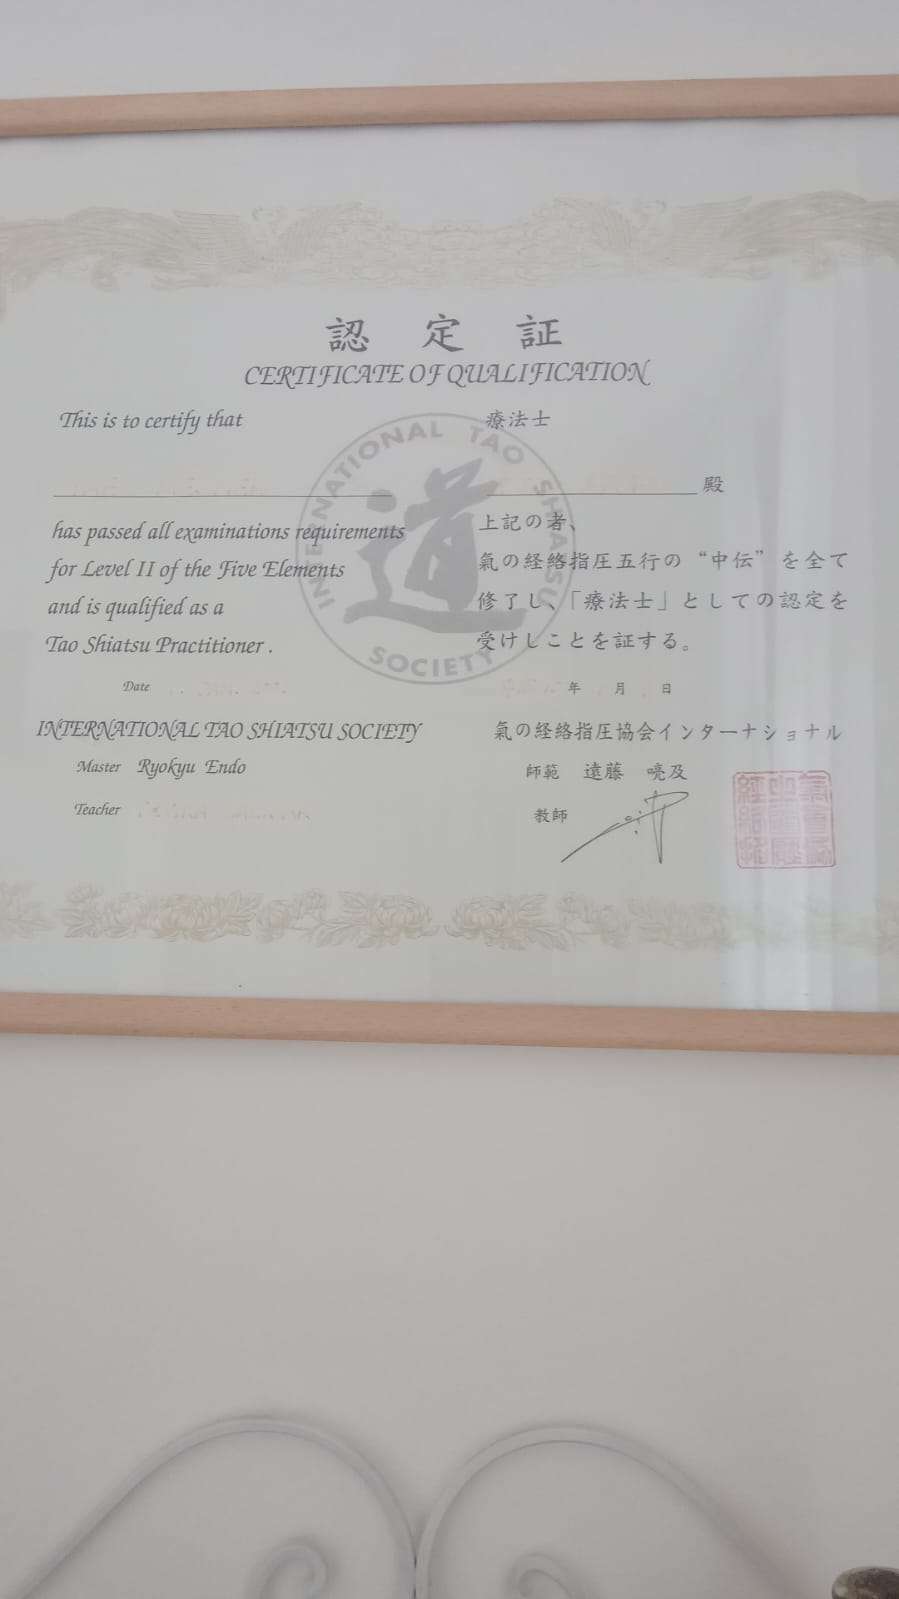 認定証
CERTIFICATE OF QUALIFICATION
This is to certify that
has passed all examinations requirements
for Level II of the Five Elements
and is qualified as a
Tao Shiatsu Practitioner .
Date
INTERNATIONAL TAO SHIATSU SOCIETY
Master Ryokyu Endo
Teacher
療法士
殿
上記の者、
氣の経絡指圧五行の“中伝”を全て
修了し、「療法士」としての認定を
受けしことを証する。
年 月 日
氣の経絡指圧協会インターナショナル
師範 遠藤 喨及
教師
INTERNATIONAL TAO SHIATSU
道
SOCIETY